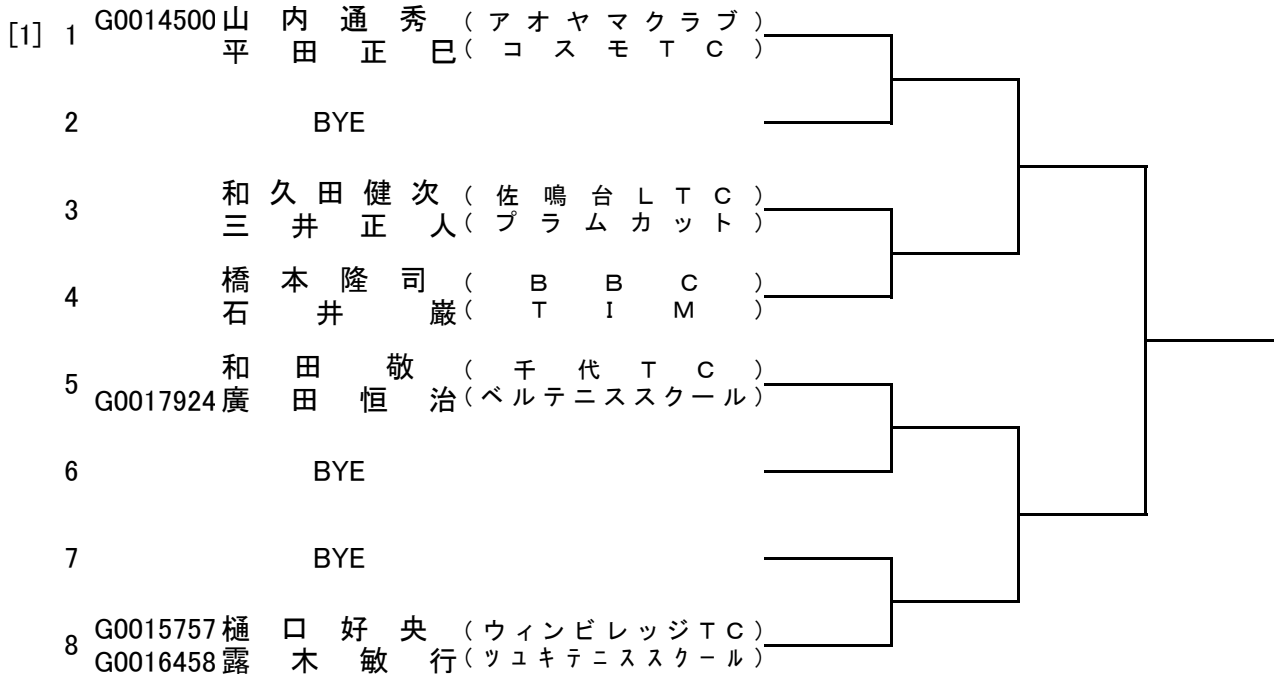 [1] 1 G0014500 山内通秀 (アオヤマクラブ)
平田正巳 (コスモTC)
2 BYE
3 和久田健次 (佐鳴台LTC)
三井正人 (プラムカット)
4 橋本隆司 (BBC)
石井巌 (TIM)
5 和田敬 (千代TC)
G0017924 廣田恒治 (ベルテニススクール)
6 BYE
7 BYE
8 G0015757 樋口好央 (ウィンビレッジTC)
G0016458 露木敏行 (ツユキテニススクール)